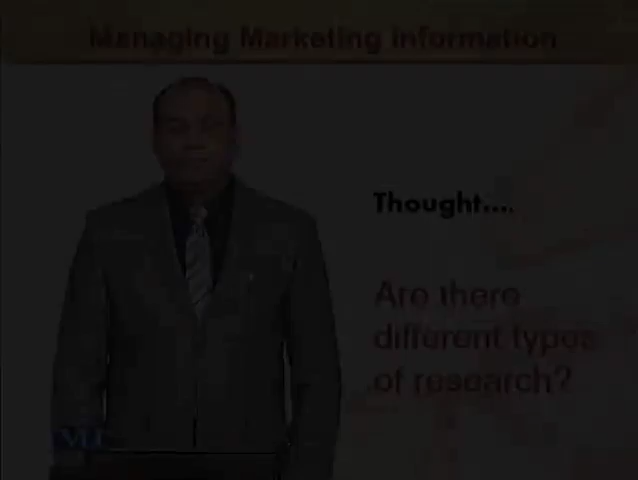 Managing Marketing Information
Thought....
Are there
different types
of research?